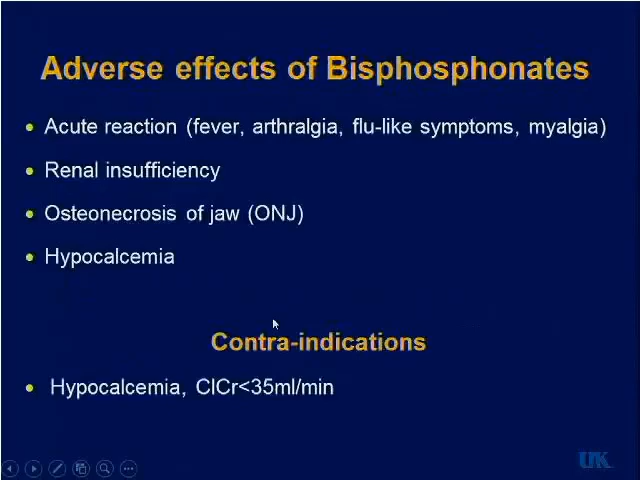 Adverse effects of Bisphosphonates
Acute reaction (fever, arthralgia, flu-like symptoms, myalgia)
Renal insufficiency
Osteonecrosis of jaw (ONJ)
Hypocalcemia
Contra-indications
Hypocalcemia, ClCr<35ml/min
UK